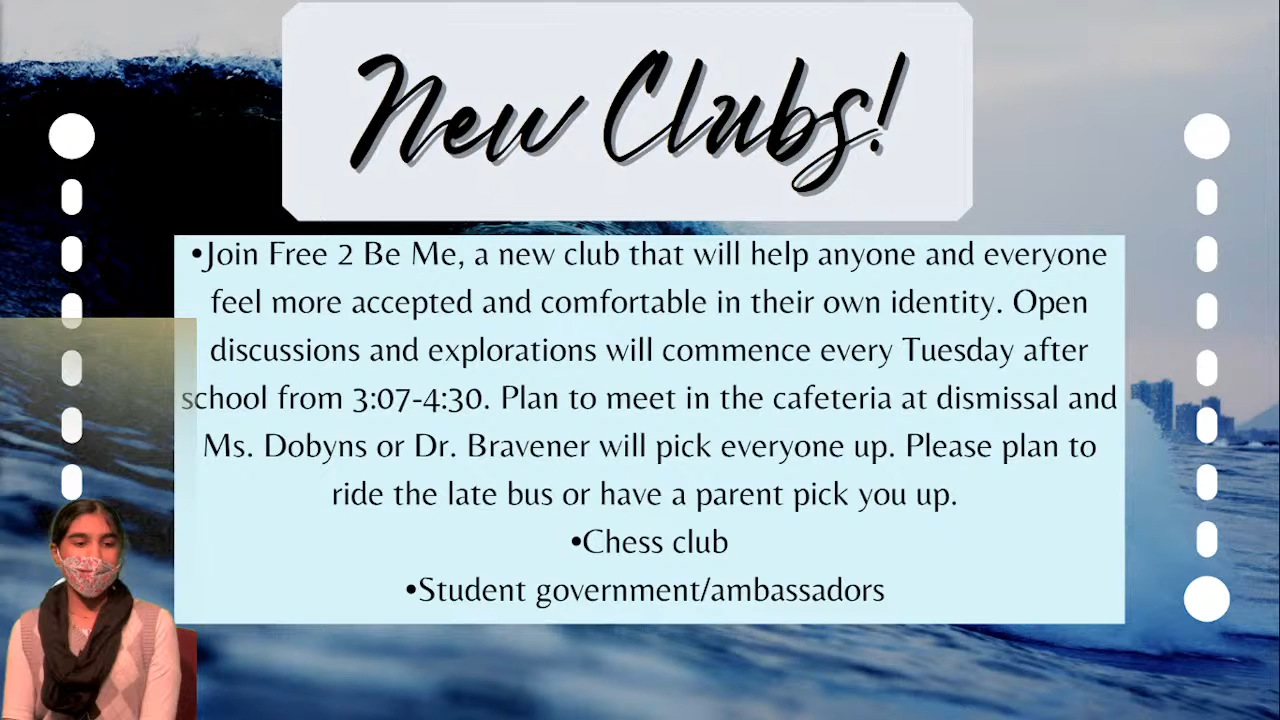 New Clubs!
•Join Free 2 Be Me, a new club that will help anyone and everyone
feel more accepted and comfortable in their own identity. Open
discussions and explorations will commence every Tuesday after
school from 3:07-4:30. Plan to meet in the cafeteria at dismissal and
Ms. Dobyns or Dr. Bravener will pick everyone up. Please plan to
ride the late bus or have a parent pick you up.
•Chess club
•Student government/ambassadors